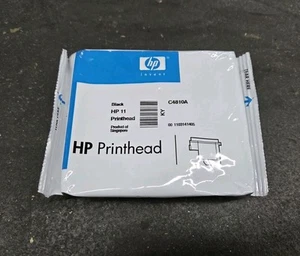 hp
invent
Black
HP 11
Printhead
C4810A
KY
Product of
Singapore
HP Printhead